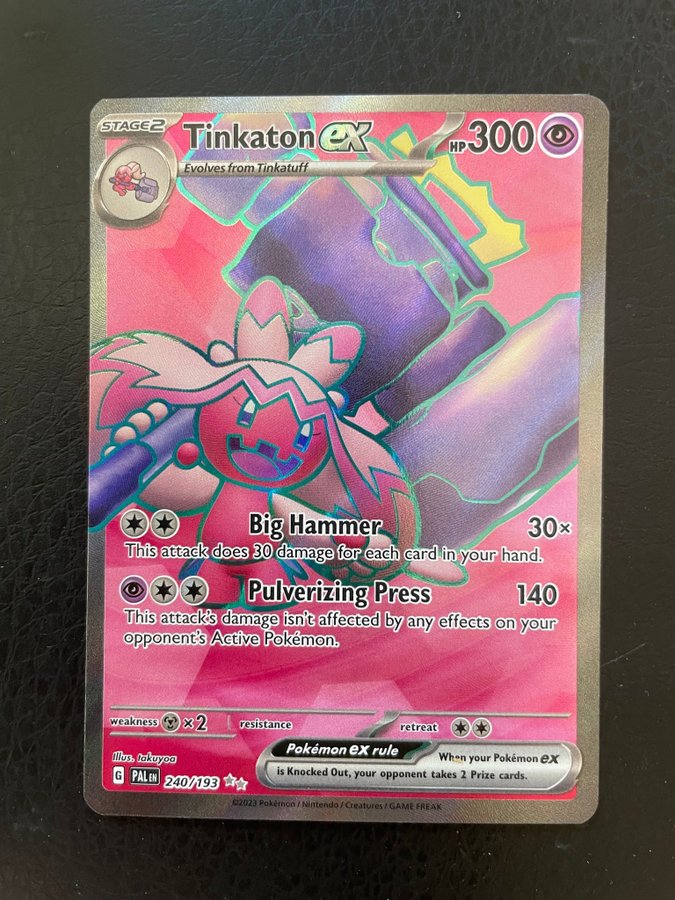 STAGE2
Tinkaton ex HP 300
Evolves from Tinkatuff
Big Hammer 30×
This attack does 30 damage for each card in your hand.
Pulverizing Press 140
This attack's damage isn't affected by any effects on your
opponent's Active Pokémon.
weakness ×2 resistance retreat
Illus. takuyoa
Pokémon ex rule When your Pokémon ex
is Knocked Out, your opponent takes 2 Prize cards.
G PAL EN 240/193
©2023 Pokémon / Nintendo / Creatures / GAME FREAK